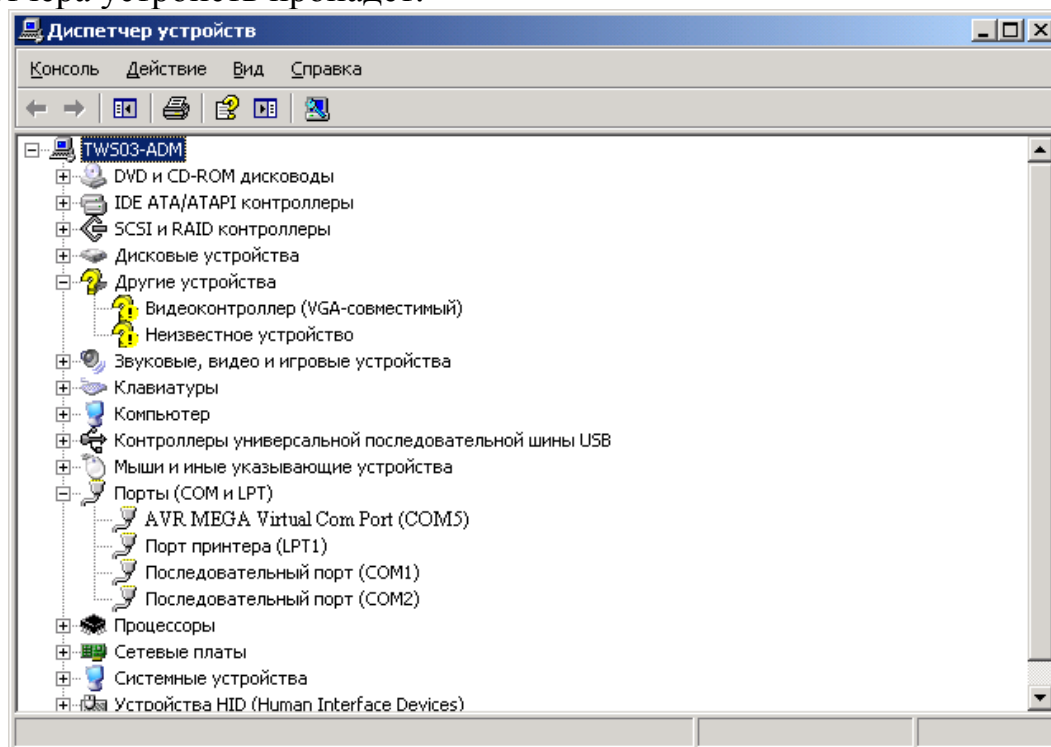 устройств пропадет.
Диспетчер устройств
Консоль Действие Вид Справка
TWS03-ADM
DVD и CD-ROM дисководы
IDE ATA/ATAPI контроллеры
SCSI и RAID контроллеры
Дисковые устройства
Другие устройства
Видеоконтроллер (VGA-совместимый)
Неизвестное устройство
Звуковые, видео и игровые устройства
Клавиатуры
Компьютер
Контроллеры универсальной последовательной шины USB
Мыши и иные указывающие устройства
Порты (COM и LPT)
AVR MEGA Virtual Com Port (COM5)
Порт принтера (LPT1)
Последовательный порт (COM1)
Последовательный порт (COM2)
Процессоры
Сетевые платы
Системные устройства
Устройства HID (Human Interface Devices)